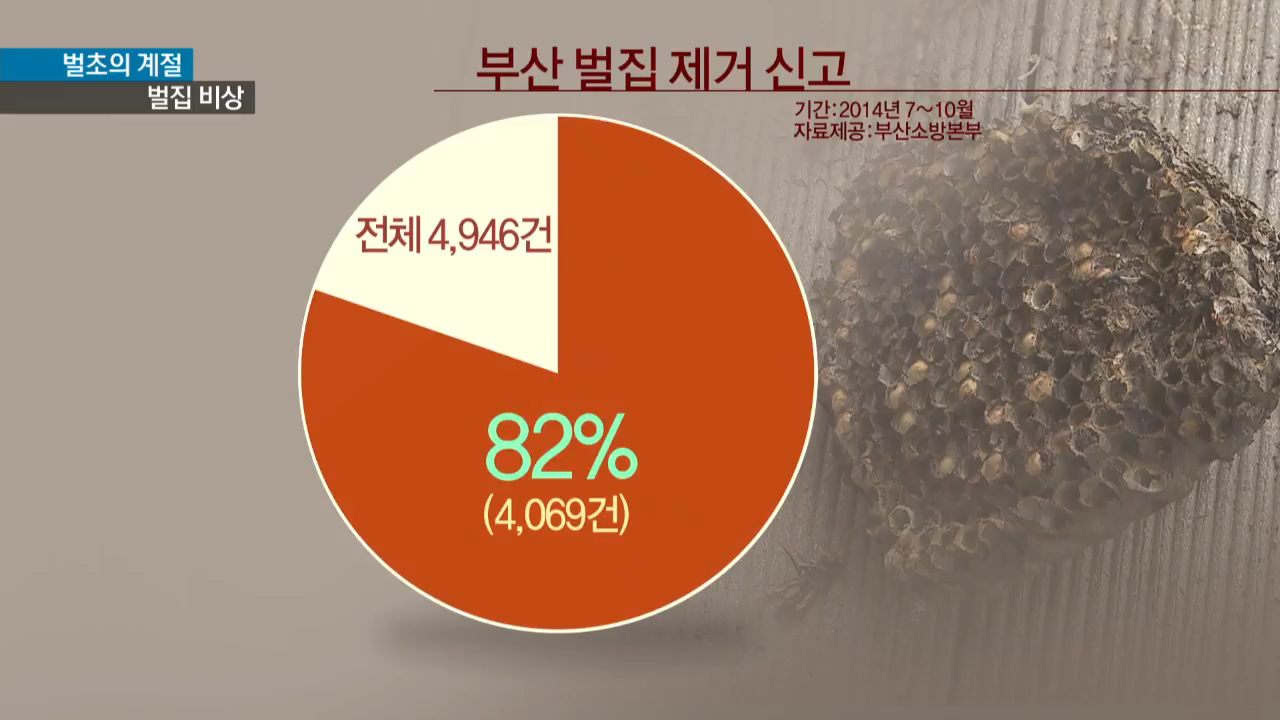 벌초의 계절
벌집 비상
부산 벌집 제거 신고
기간:2014년 7~10월
자료제공:부산소방본부
전체 4,946건
82%
(4,069건)